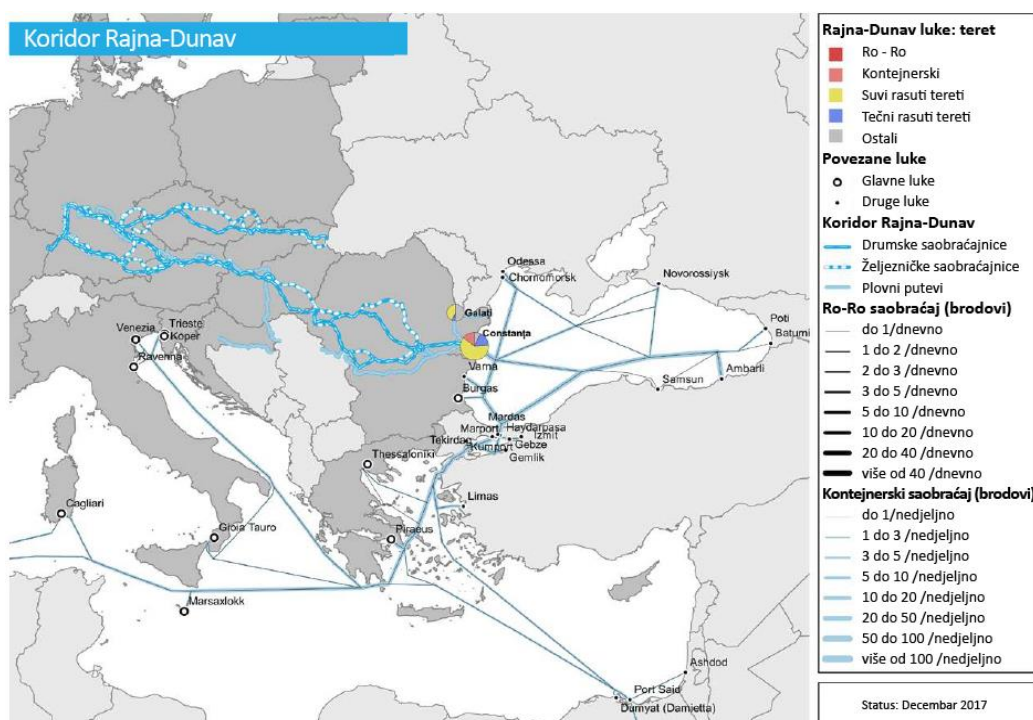 Koridor Rajna-Dunav
Odessa
Chornomorsk
Novorossiysk
Galați
Constanța
Poti
Batumi
Venezia
Trieste
Koper
Ravenna
Varna
Burgas
Ambarli
Samsun
Mardas
Marport
Haydarpaşa
Izmit
Tekirdag
Kumport
Gebze
Gemlik
Thessaloniki
Limas
Cagliari
Gioia Tauro
Piraeus
Marsaxlokk
Ashdod
Port Said
Dumyat (Damietta)
Rajna-Dunav luke: teret
Ro - Ro
Kontejnerski
Suvi rasuti tereti
Tečni rasuti tereti
Ostali
Povezane luke
Glavne luke
Druge luke
Koridor Rajna-Dunav
Drumske saobraćajnice
Željezničke saobraćajnice
Plovni putevi
Ro-Ro saobraćaj (brodovi)
do 1/dnevno
1 do 2 /dnevno
2 do 3 /dnevno
3 do 5 /dnevno
5 do 10 /dnevno
10 do 20 /dnevno
20 do 40 /dnevno
više od 40 /dnevno
Kontejnerski saobraćaj (brodovi)
do 1/nedjeljno
1 do 3 /nedjeljno
3 do 5 /nedjeljno
5 do 10 /nedjeljno
10 do 20 /nedjeljno
20 do 50 /nedjeljno
50 do 100 /nedjeljno
više od 100 /nedjeljno
Status: Decembar 2017